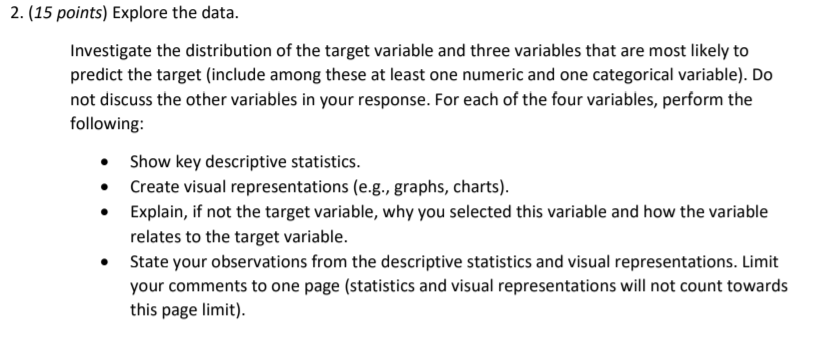 2. (15 points) Explore the data.
Investigate the distribution of the target variable and three variables that are most likely to
predict the target (include among these at least one numeric and one categorical variable). Do
not discuss the other variables in your response. For each of the four variables, perform the
following:
• Show key descriptive statistics.
• Create visual representations (e.g., graphs, charts).
• Explain, if not the target variable, why you selected this variable and how the variable
relates to the target variable.
• State your observations from the descriptive statistics and visual representations. Limit
your comments to one page (statistics and visual representations will not count towards
this page limit).